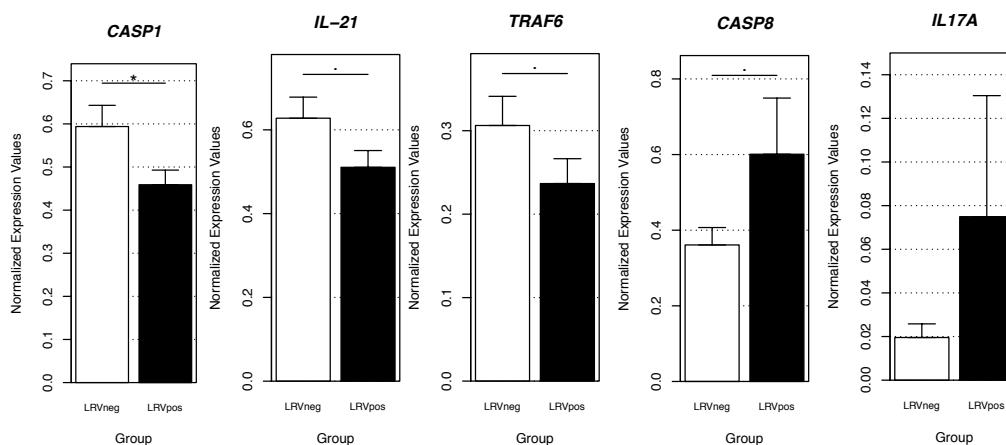 CASP1
IL−21
TRAF6
CASP8
IL17A
Normalized Expression Values
0.0
0.1
0.2
0.3
0.4
0.5
0.6
0.7
*
LRVneg LRVpos
Group
Normalized Expression Values
0.0
0.2
0.4
0.6
.
LRVneg LRVpos
Group
Normalized Expression Values
0.0
0.1
0.2
0.3
.
LRVneg LRVpos
Group
Normalized Expression Values
0.0
0.2
0.4
0.6
0.8
.
LRVneg LRVpos
Group
Normalized Expression Values
0.00
0.02
0.04
0.06
0.08
0.10
0.12
0.14
LRVneg LRVpos
Group